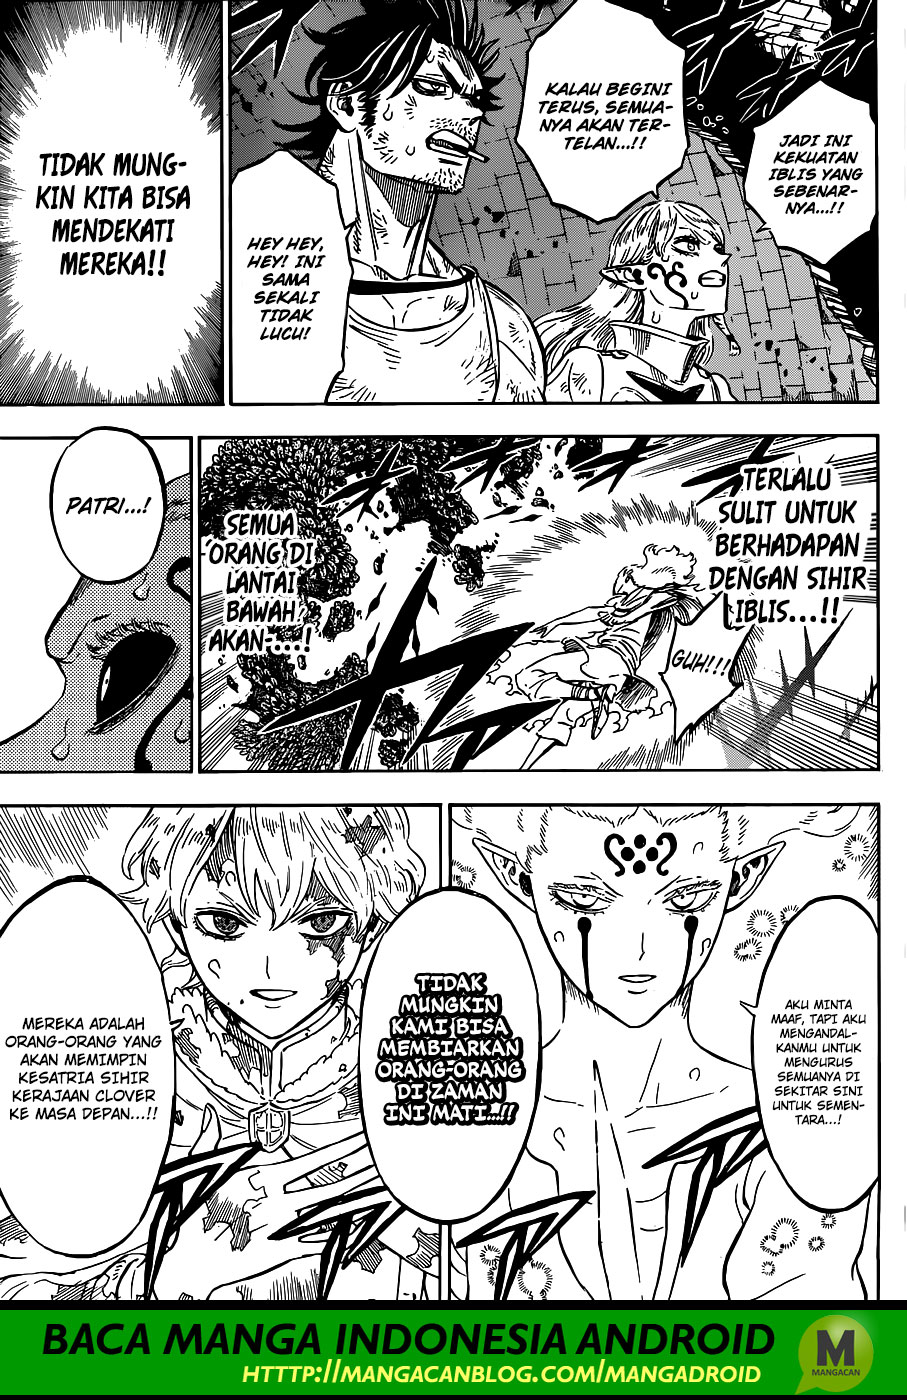 JADI INI
KEKUATAN
IBLIS YANG
SEBENAR-
NYA...!!
KALAU BEGINI
TERUS, SEMUA-
NYA AKAN TER-
TELAN...!!
HEY HEY,
HEY! INI
SAMA
SEKALI
TIDAK
LUCU!
TIDAK MUNG-
KIN KITA BISA
MENDEKATI
MEREKA!!
TERLALU
SULIT UNTUK
BERHADAPAN
DENGAN SIHIR
IBLIS...!!
GUH!!!!
SEMUA
ORANG DI
LANTAI
BAWAH
AKAN-...!
PATRI...!
AKU MINTA
MAAF, TAPI AKU
MENGANDAL-
KANMU UNTUK
MENGURUS
SEMUANYA DI
SEKITAR SINI
UNTUK SEMEN-
TARA...!
TIDAK
MUNGKIN
KAMI BISA
MEMBIARKAN
ORANG-ORANG
DI ZAMAN
INI MATI...!!
MEREKA ADALAH
ORANG-ORANG YANG
AKAN MEMIMPIN
KESATRIA SIHIR
KERAJAAN CLOVER
KE MASA DEPAN...!!
BACA MANGA INDONESIA ANDROID
HTTTP://MANGACANBLOG.COM/MANGADROID
M
MANGACAN